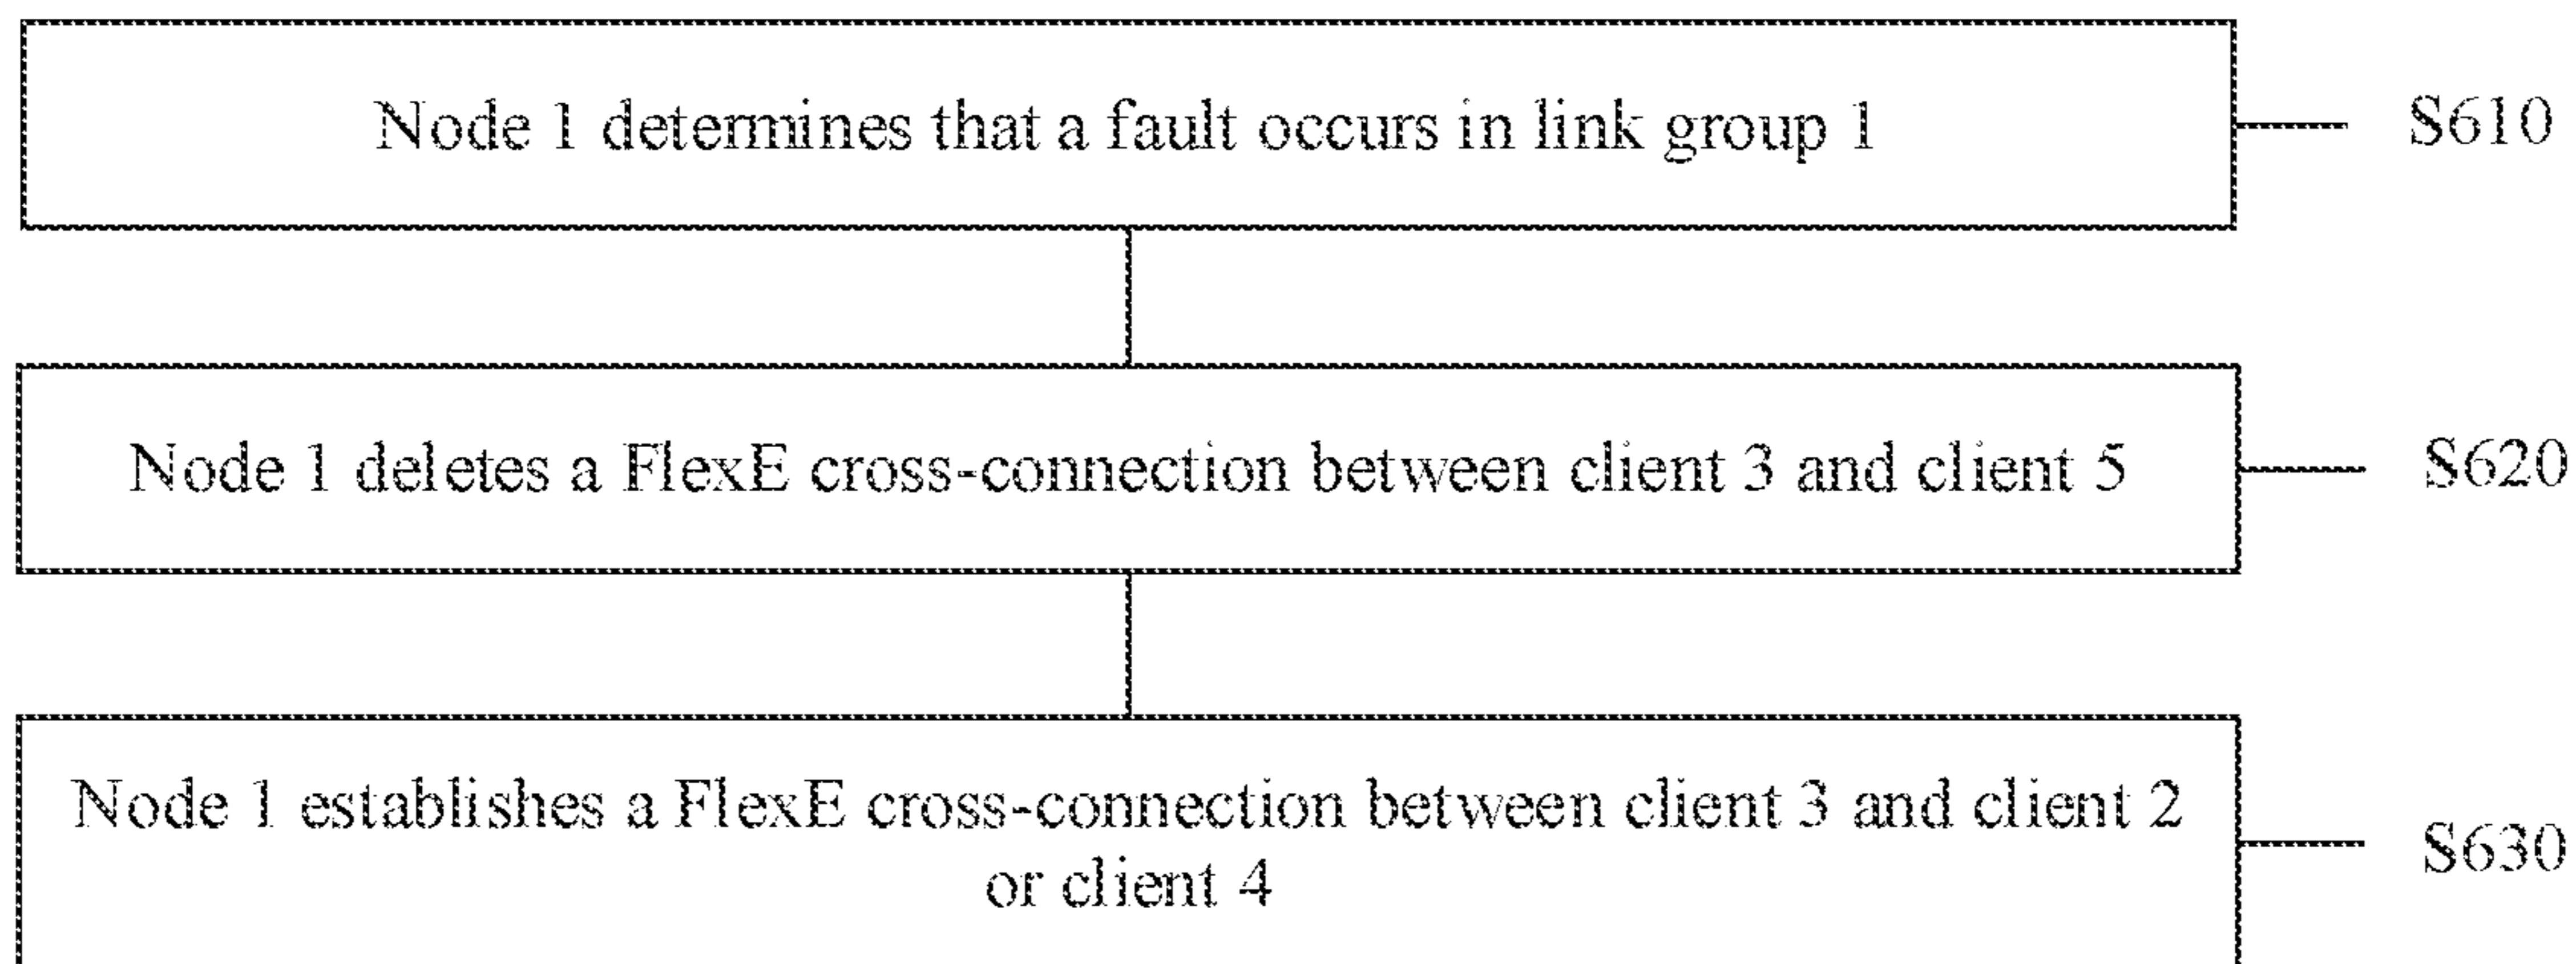 Node 1 determines that a fault occurs in link group 1
S610
Node 1 deletes a FlexE cross-connection between client 3 and client 5
S620
Node 1 establishes a FlexE cross-connection between client 3 and client 2
or client 4
S630